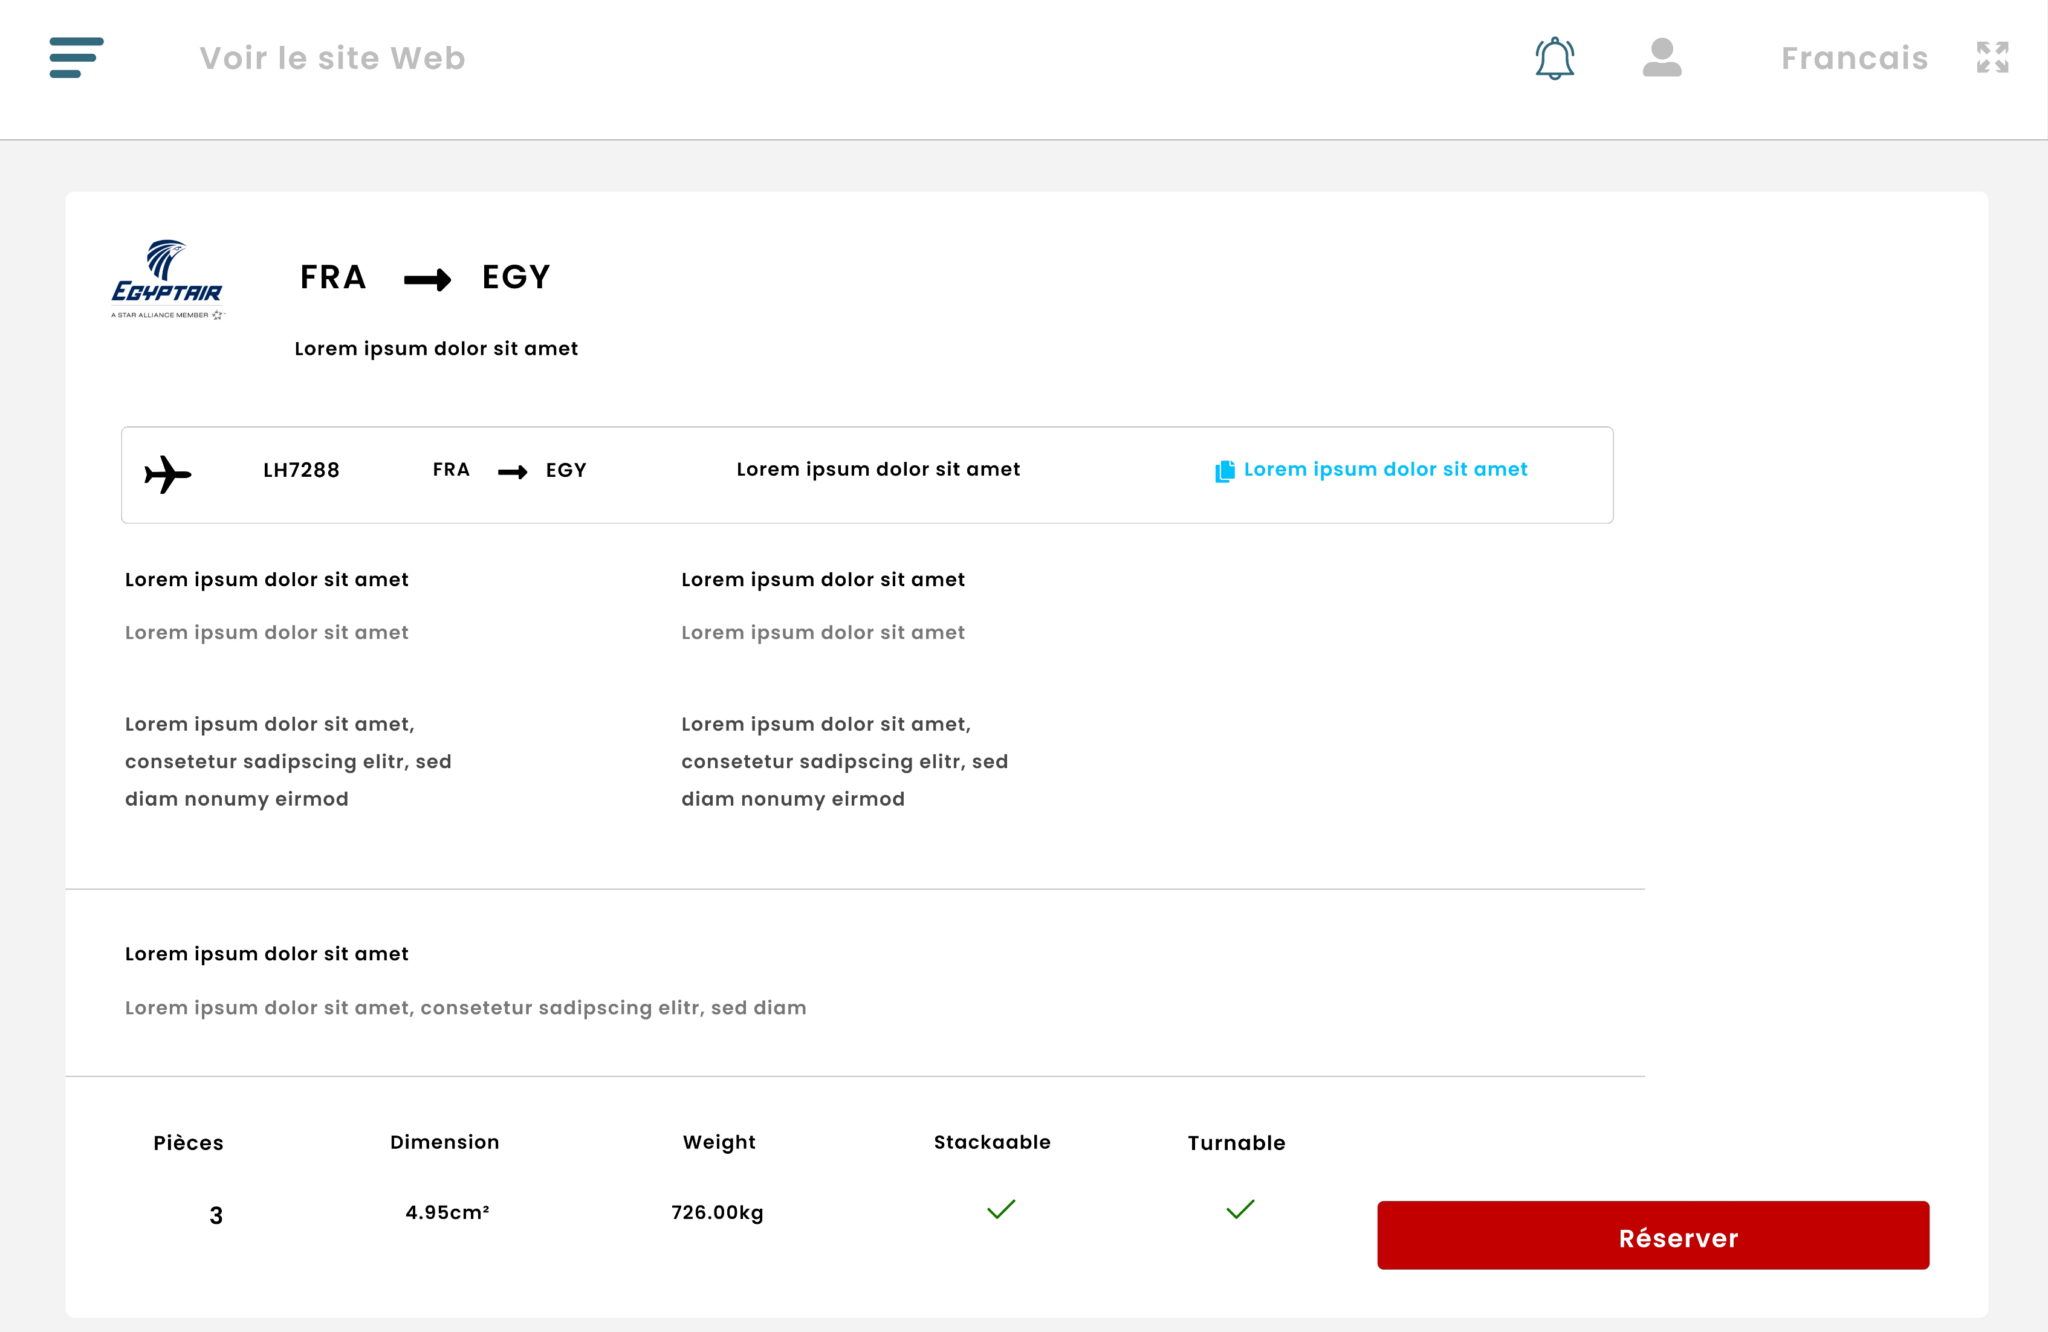 Voir le site Web
Francais
EGYPTAIR
A STAR ALLIANCE MEMBER
FRA EGY
Lorem ipsum dolor sit amet
LH7288 FRA EGY Lorem ipsum dolor sit amet Lorem ipsum dolor sit amet
Lorem ipsum dolor sit amet
Lorem ipsum dolor sit amet
Lorem ipsum dolor sit amet,
consetetur sadipscing elitr, sed
diam nonumy eirmod
Lorem ipsum dolor sit amet
Lorem ipsum dolor sit amet
Lorem ipsum dolor sit amet,
consetetur sadipscing elitr, sed
diam nonumy eirmod
Lorem ipsum dolor sit amet
Lorem ipsum dolor sit amet, consetetur sadipscing elitr, sed diam
Pièces Dimension Weight Stackaable Turnable
3 4.95cm² 726.00kg
Réserver